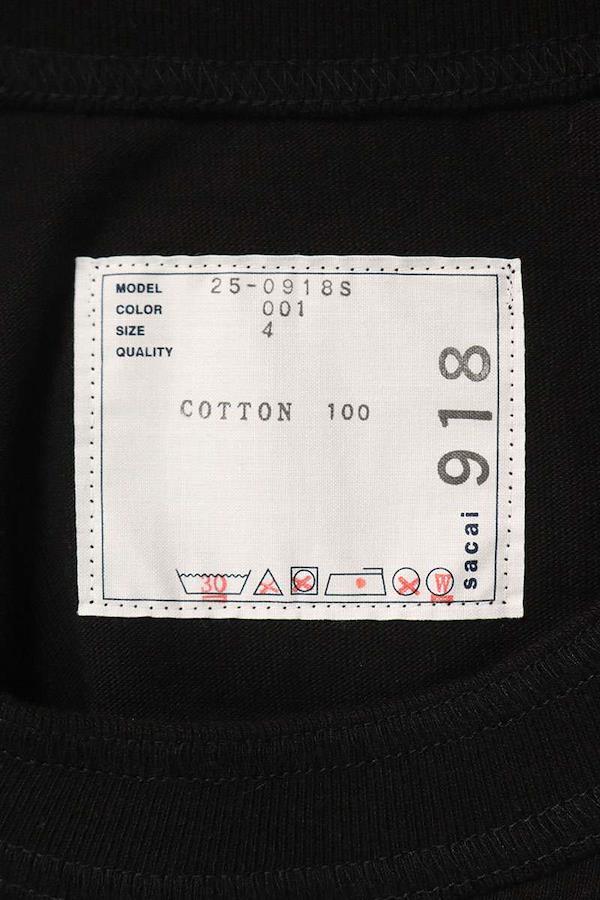 MODEL 25-0918S
COLOR 001
SIZE 4
QUALITY
COTTON 100
918
sacai
30
W